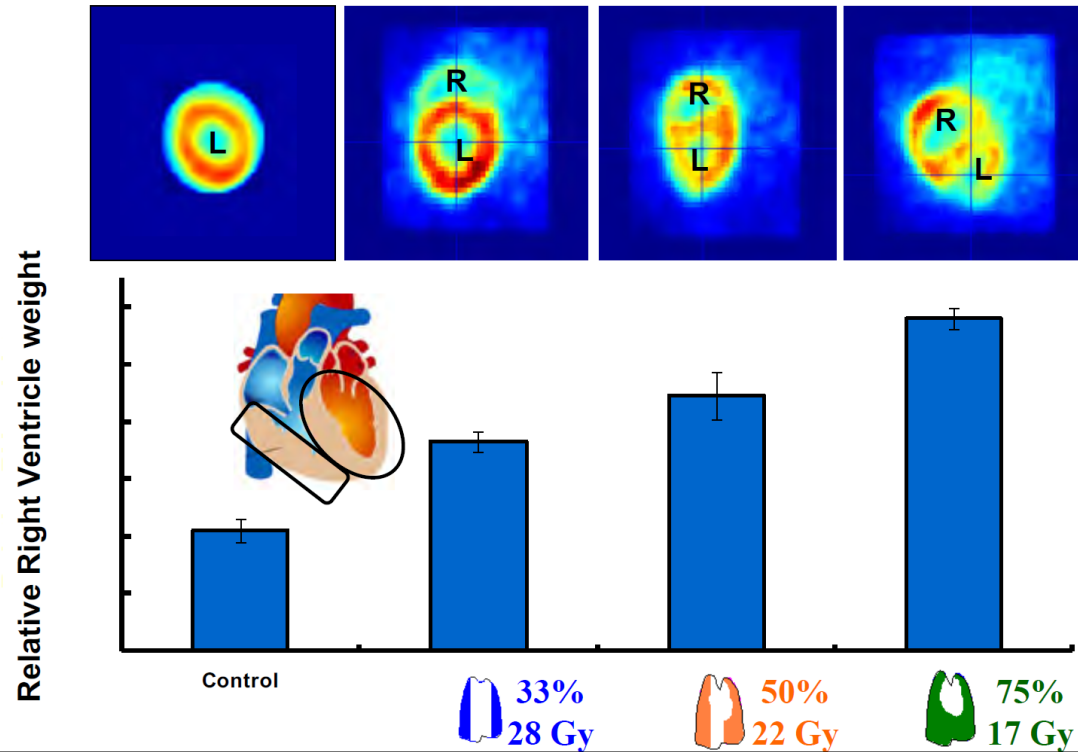 L
R
L
R
L
R
L
Relative Right Ventricle weight
Control
33%
28 Gy
50%
22 Gy
75%
17 Gy